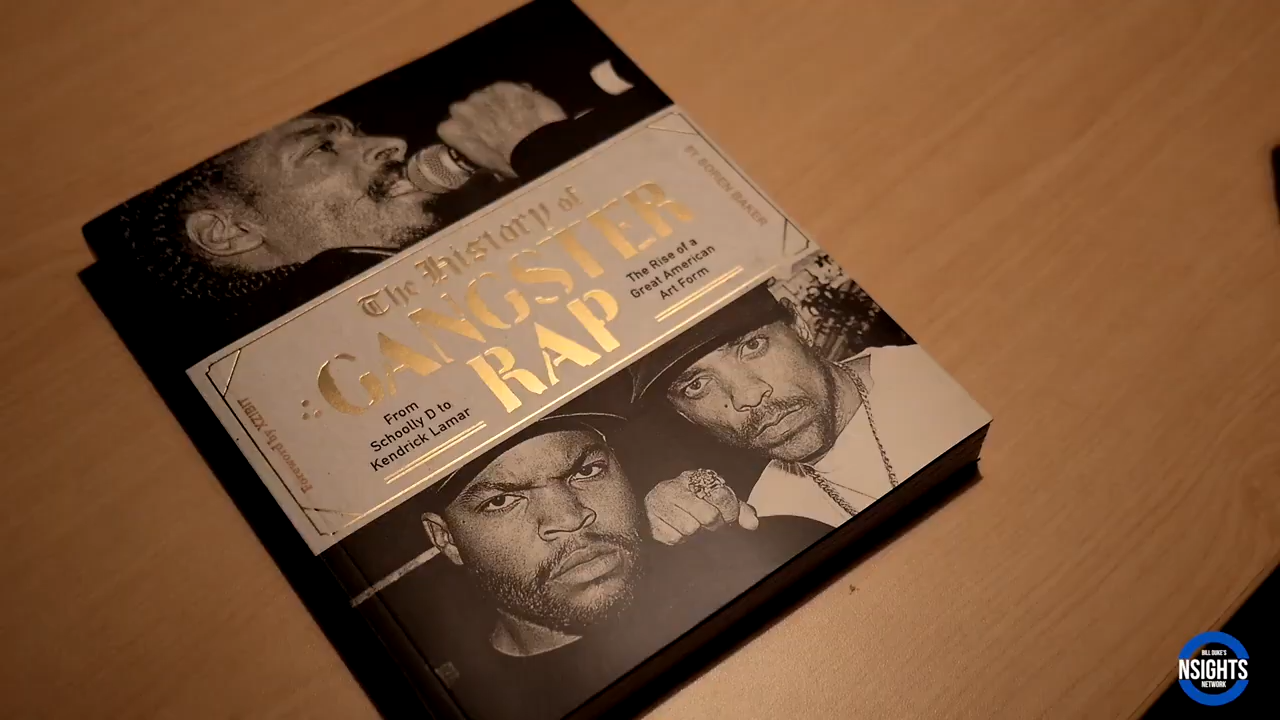 The History of
GANGSTER
RAP
From
Schoolly D to
Kendrick Lamar
The Rise of a
Great American
Art Form
Foreword by XZIBIT
BY SOREN BAKER
BILL DUKE'S
NSIGHTS
NETWORK